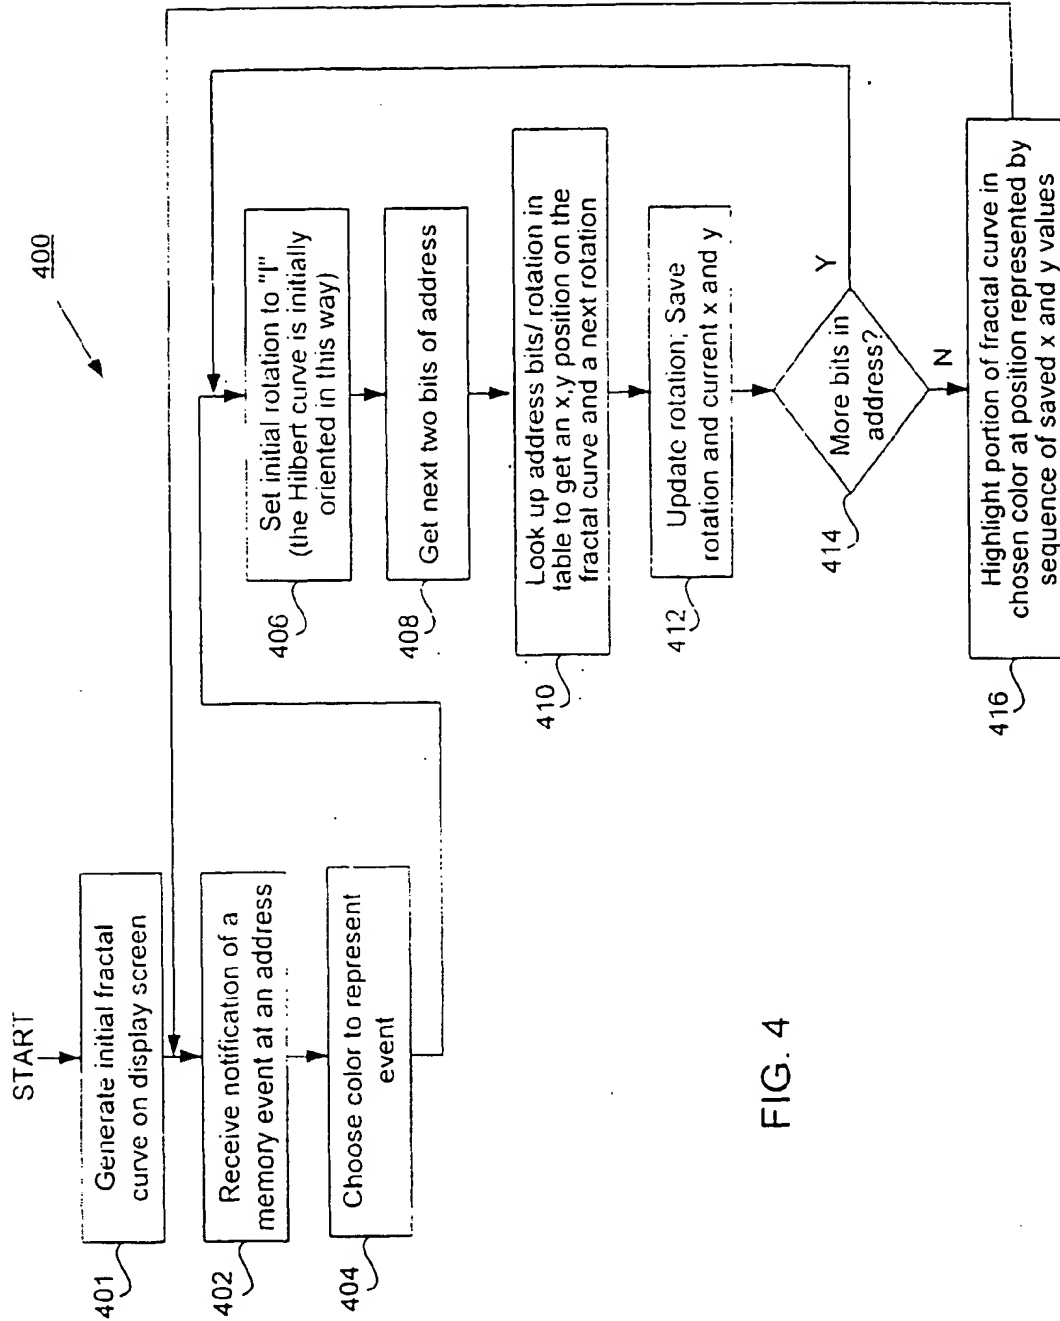 400
START
Generate initial fractal
curve on display screen
401
Receive notification of a
memory event at an address
402
Choose color to represent
event
404
Set initial rotation to "I"
(the Hilbert curve is initially
oriented in this way)
406
Get next two bits of address
408
Look up address bits/ rotation in
table to get an x,y position on the
fractal curve and a next rotation
410
Update rotation; Save
rotation and current x and y
412
More bits in
address?
414
Y
N
Highlight portion of fractal curve in
chosen color at position represented by
sequence of saved x and y values
416
FIG. 4